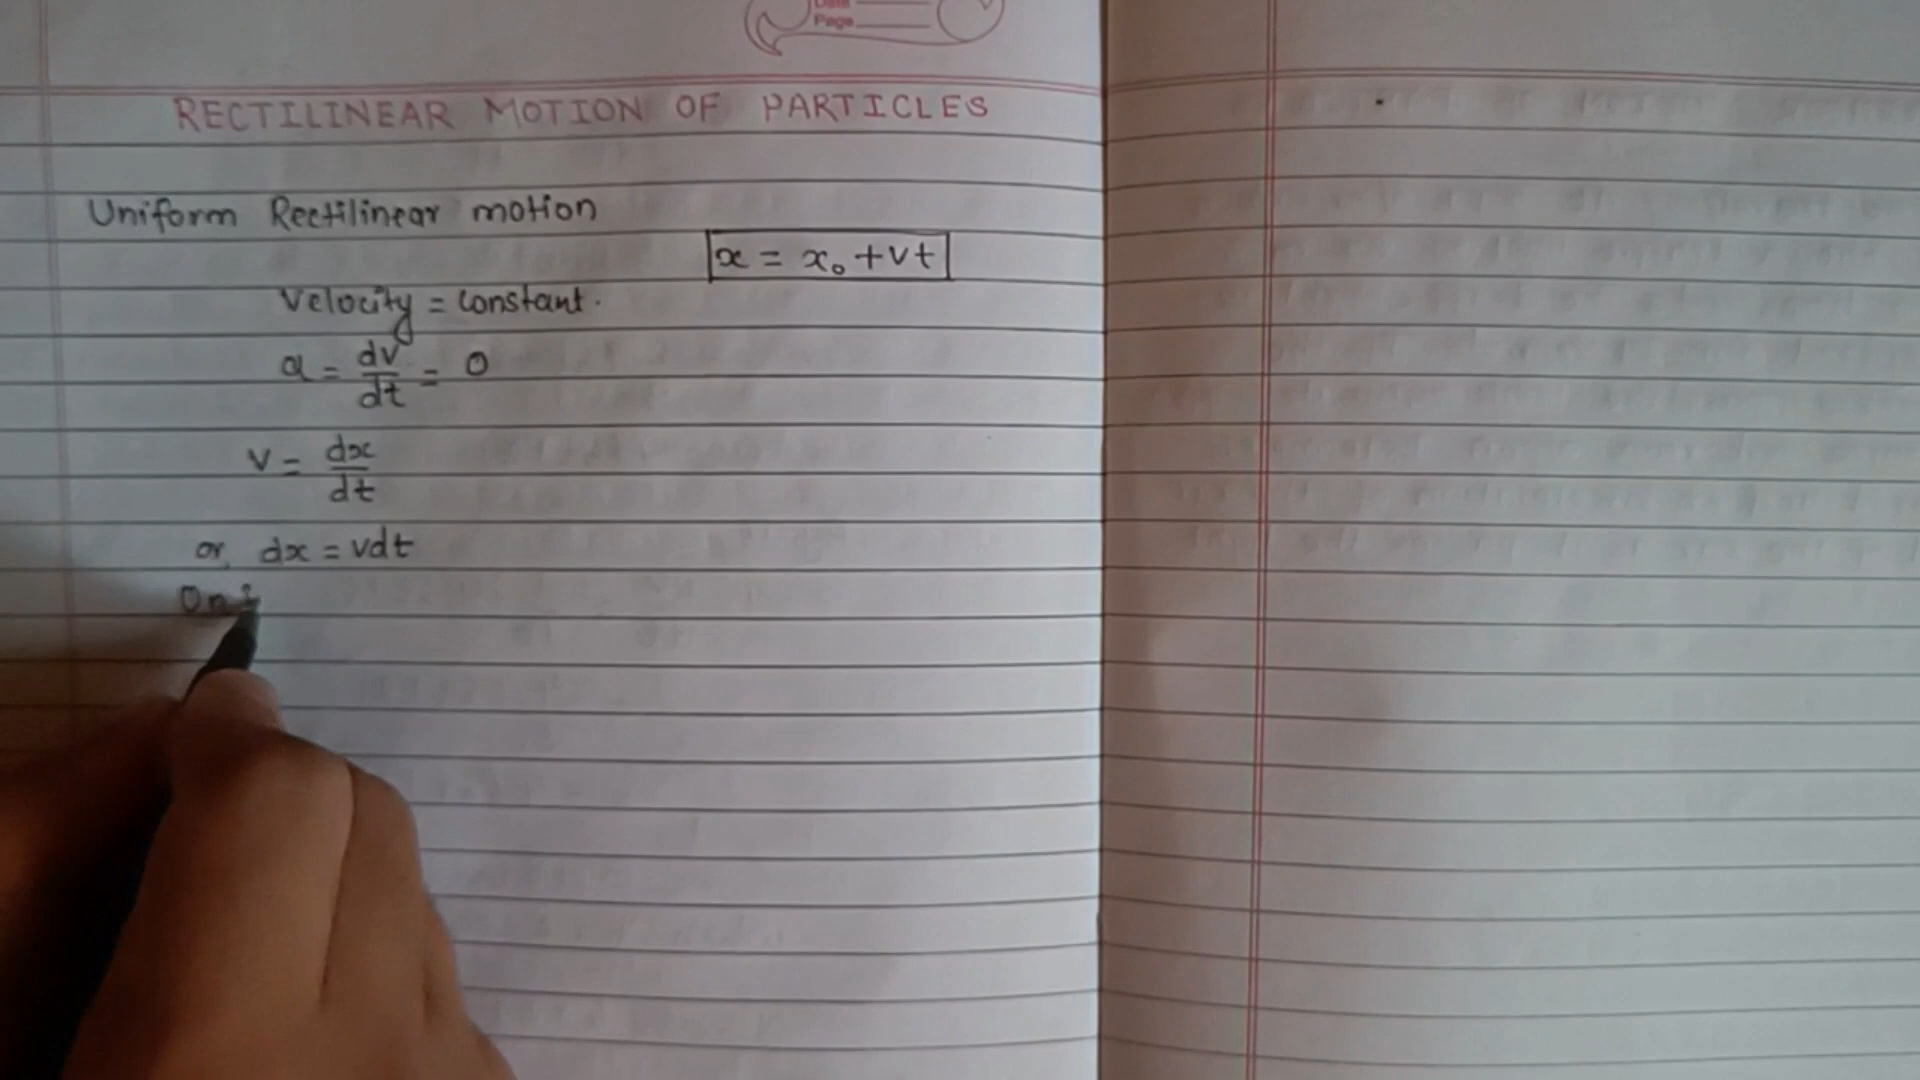 Date
Page
RECTILINEAR MOTION OF PARTICLES
Uniform Rectilinear motion
x = x₀ + vt
Velocity = constant.
a = dv/dt = 0
v = dx/dt
or, dx = vdt
On